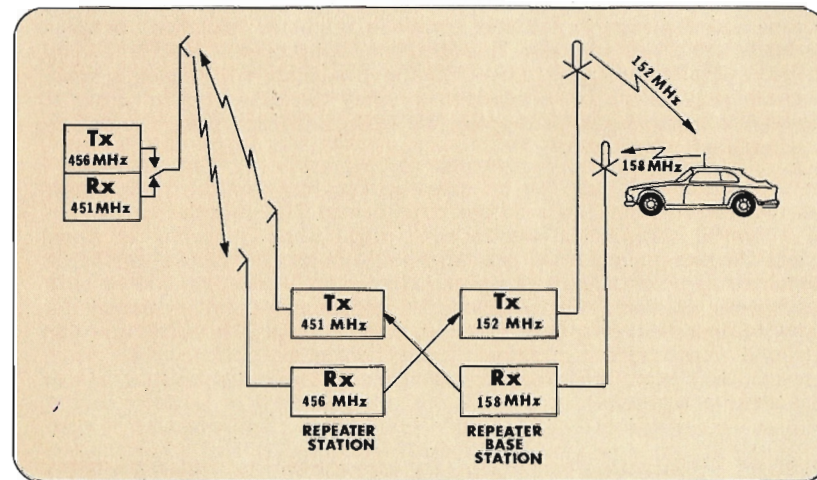 152 MHz
Tx
456 MHz
Rx
451 MHz
158 MHz
Tx
451 MHz
Tx
152 MHz
Rx
456 MHz
Rx
158 MHz
REPEATER
STATION
REPEATER
BASE
STATION